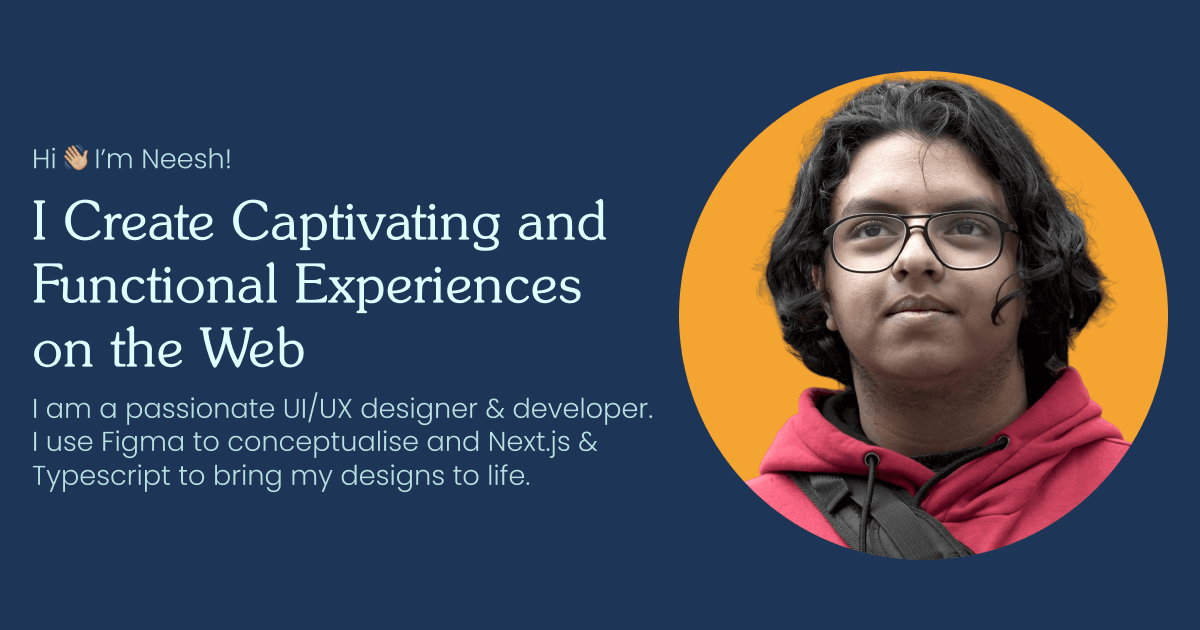 Hi 👋🏼 I’m Neesh!
I Create Captivating and
Functional Experiences
on the Web
I am a passionate UI/UX designer & developer.
I use Figma to conceptualise and Next.js &
Typescript to bring my designs to life.